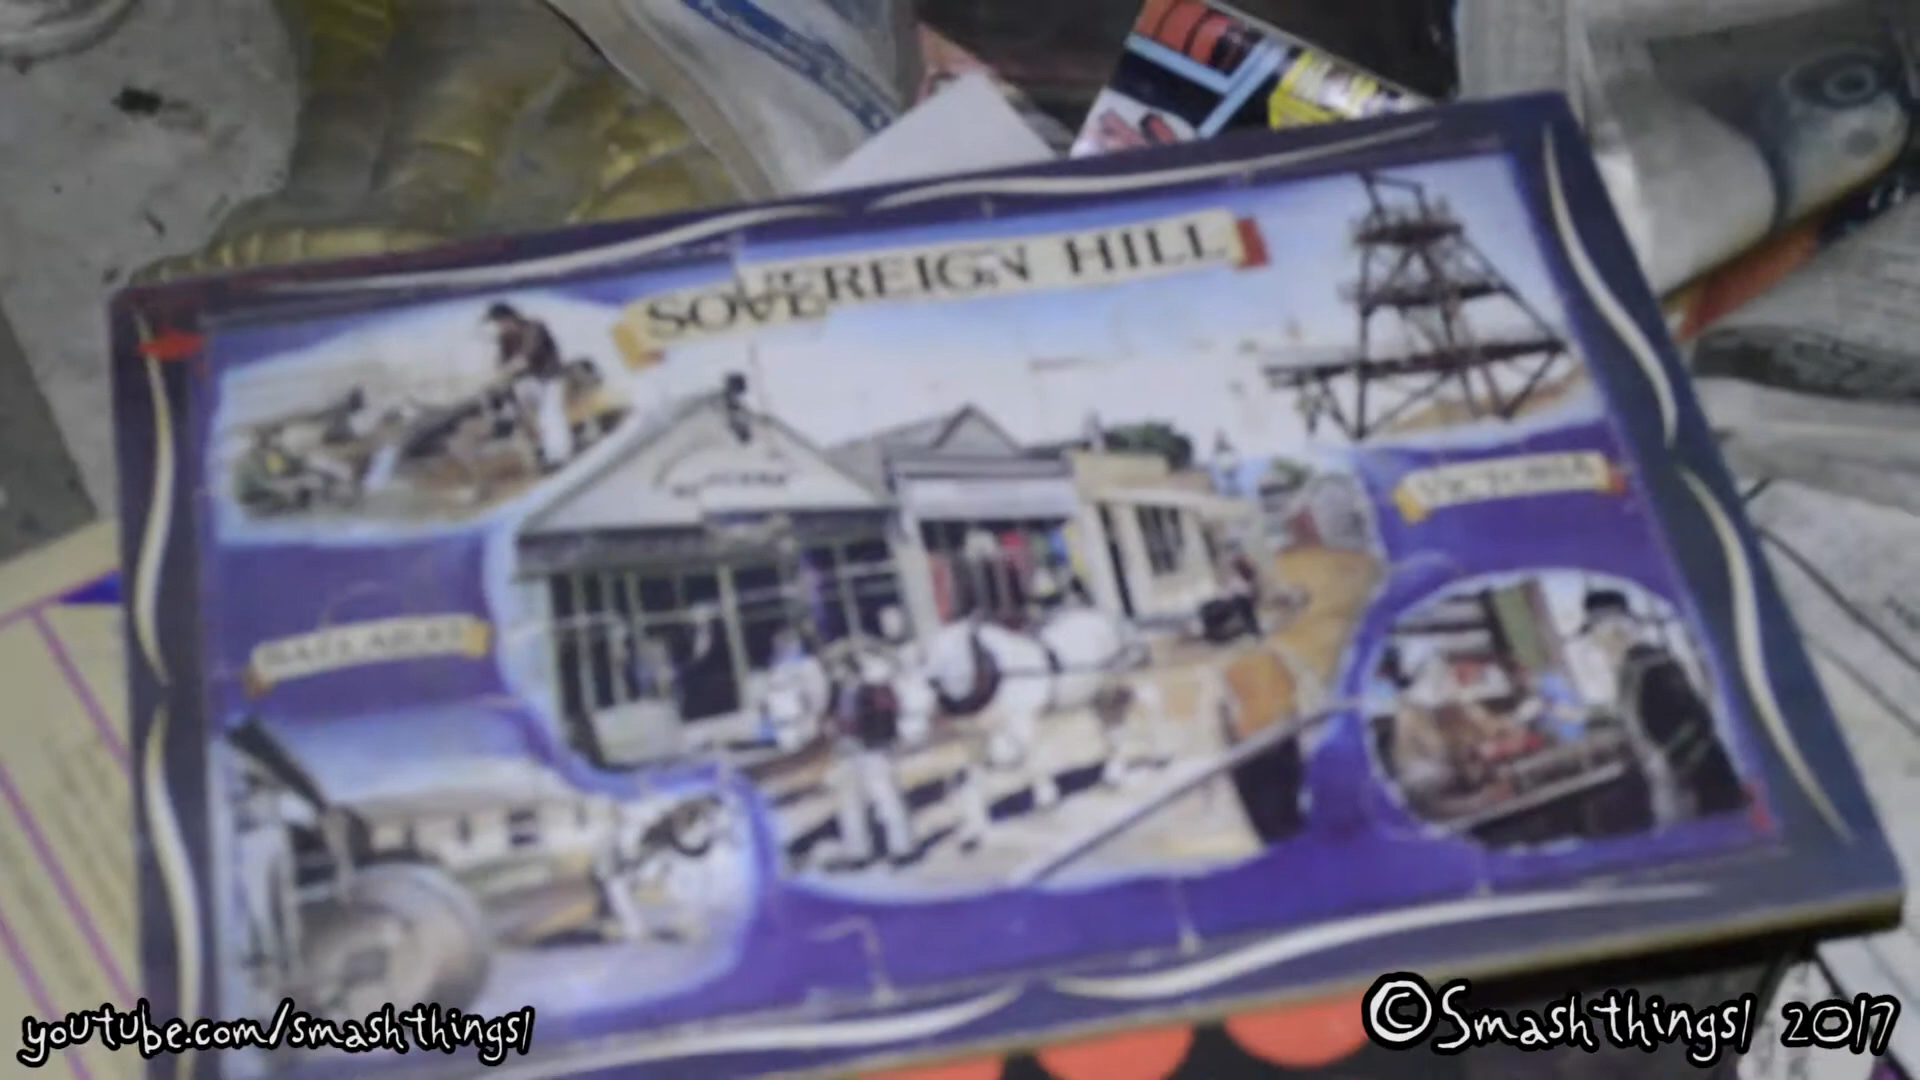 SOVEREIGN HILL
VICTORIA
BALLARAT
youtube.com/smashthings1
©Smashthings1 2017